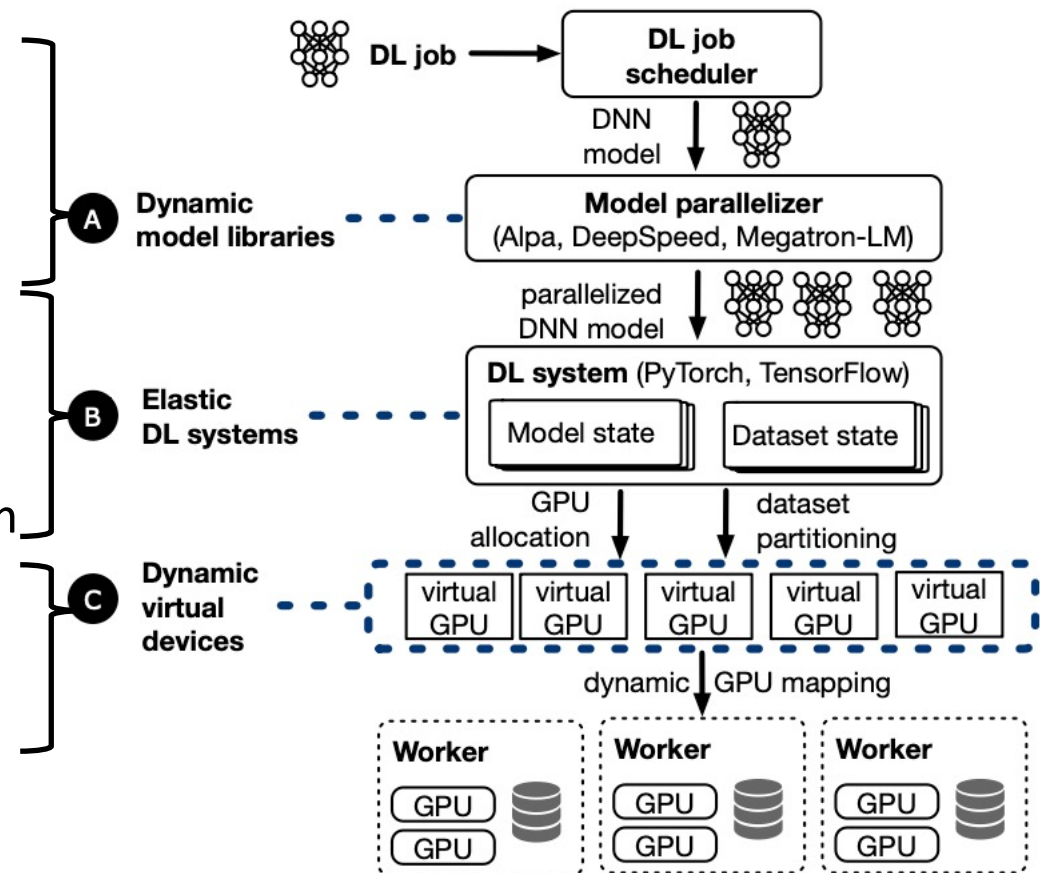 DL job
DL job
scheduler
DNN
model
A
Dynamic
model libraries
Model parallelizer
(Alpa, DeepSpeed, Megatron-LM)
parallelized
DNN model
B
Elastic
DL systems
DL system (PyTorch, TensorFlow)
Model state
Dataset state
n
GPU
allocation
dataset
partitioning
C
Dynamic
virtual
devices
virtual
GPU
virtual
GPU
virtual
GPU
virtual
GPU
virtual
GPU
dynamic GPU mapping
Worker
GPU
GPU
Worker
GPU
GPU
Worker
GPU
GPU